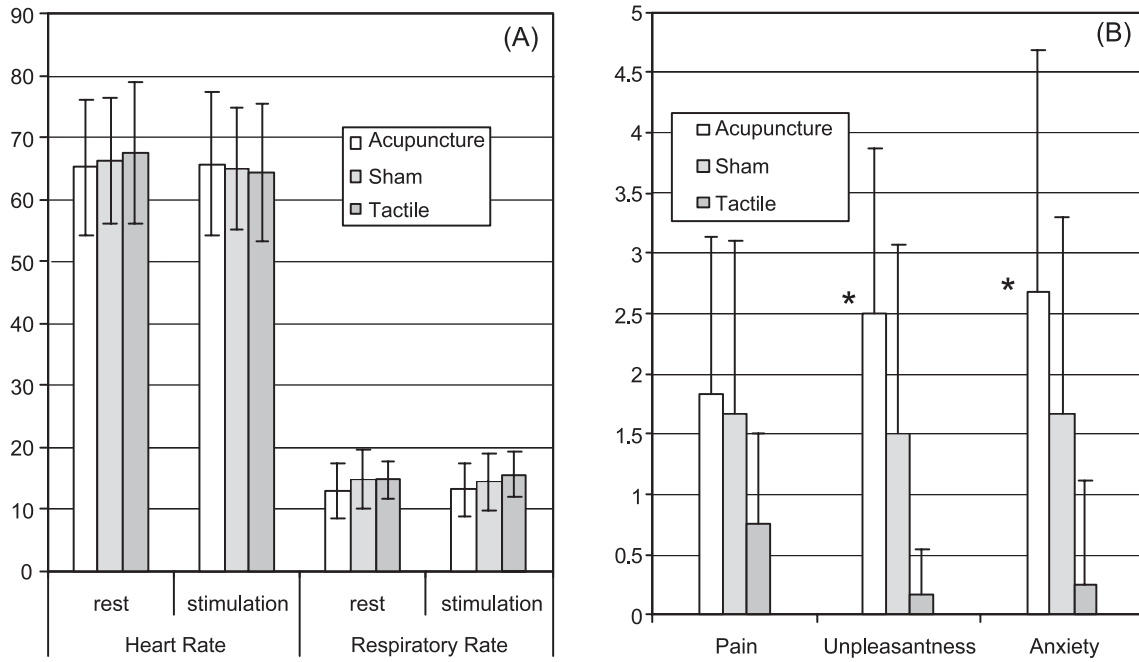 (A)
90
80
70
60
50
40
30
20
10
0
Acupuncture
Sham
Tactile
rest stimulation rest stimulation
Heart Rate Respiratory Rate
(B)
5
4.5
4
3.5
3
2.5
2
1.5
1
0.5
0
Acupuncture
Sham
Tactile
*
*
Pain Unpleasantness Anxiety